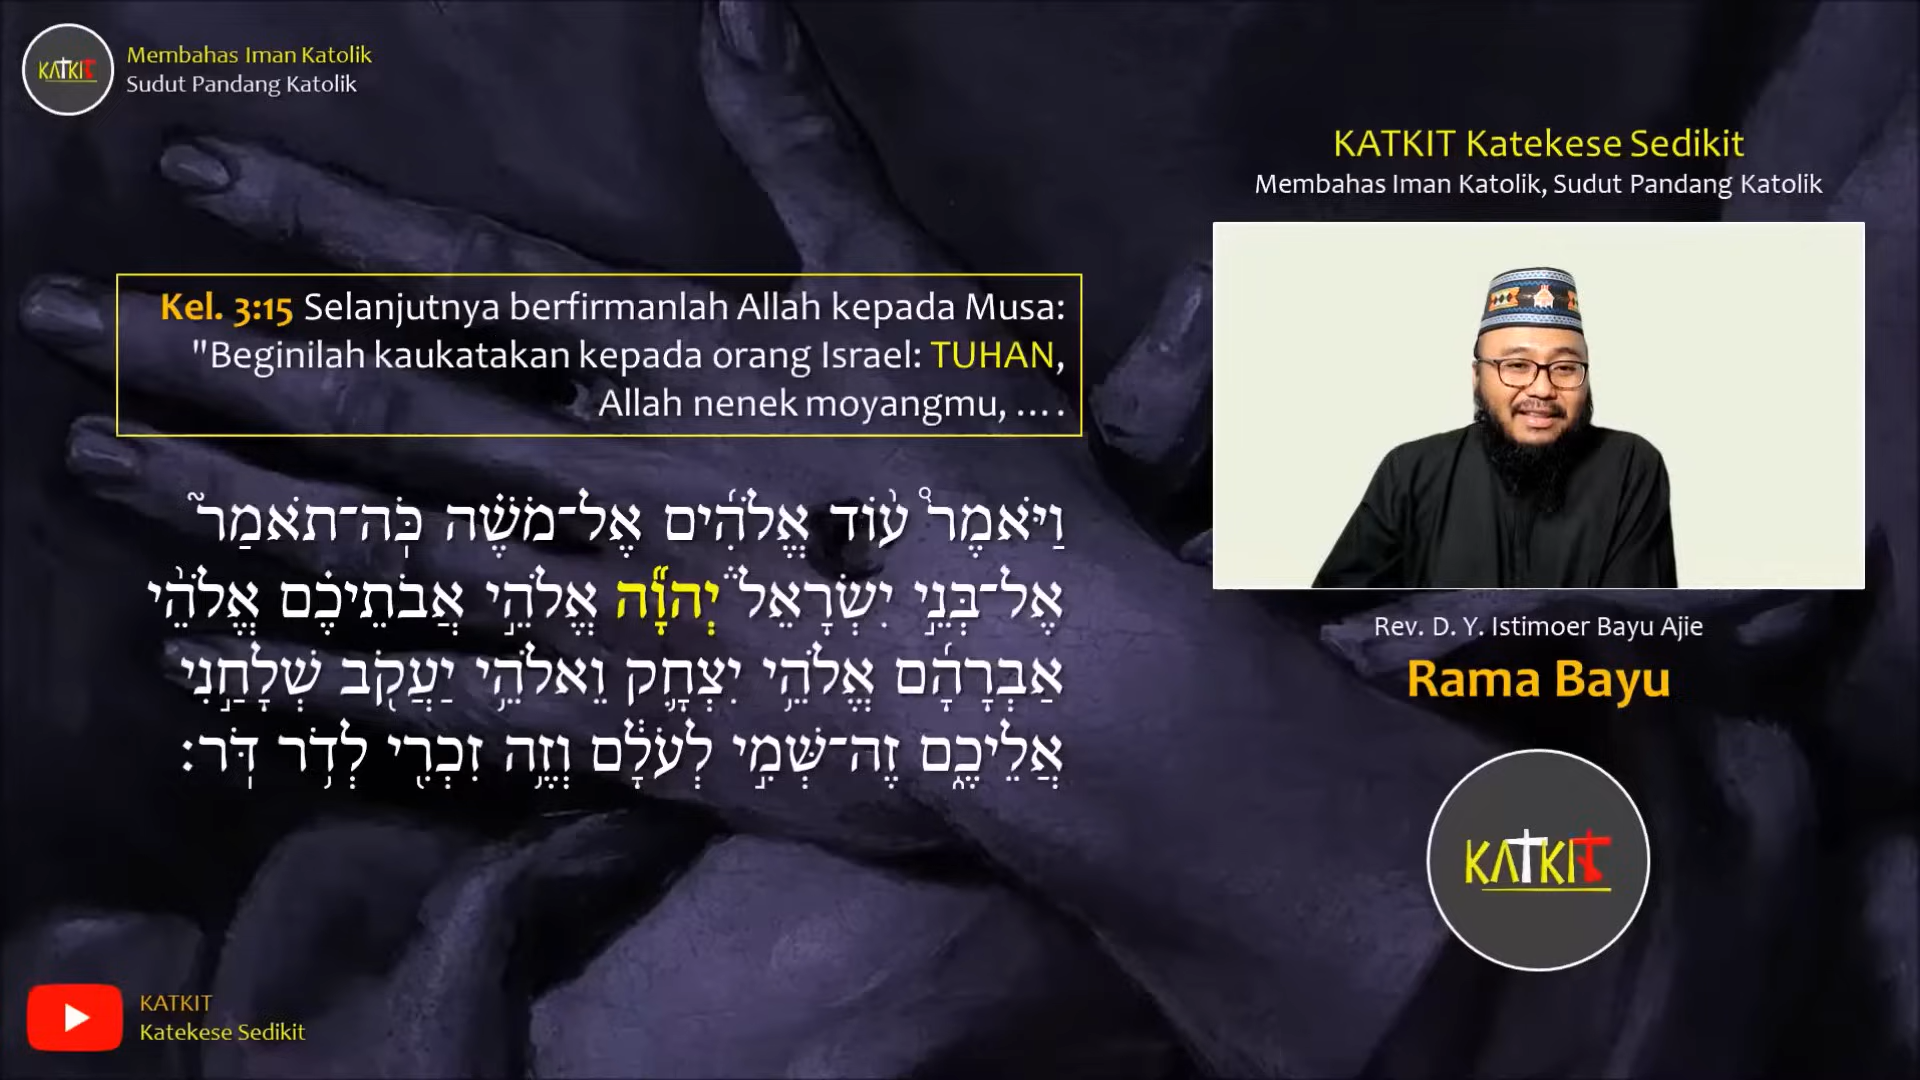 KATKIT
Membahas Iman Katolik
Sudut Pandang Katolik
Kel. 3:15 Selanjutnya berfirmanlah Allah kepada Musa:
"Beginilah kaukatakan kepada orang Israel: TUHAN,
Allah nenek moyangmu, ....
וַיֹּאמֶר֩ ע֨וֹד אֱלֹהִ֜ים אֶל־מֹשֶׁ֗ה כֹּֽה־תֹאמַר֮
אֶל־בְּנֵ֣י יִשְׂרָאֵל֒ יְהוָ֞ה אֱלֹהֵ֣י אֲבֹתֵיכֶ֗ם אֱלֹהֵ֨י
אַבְרָהָ֜ם אֱלֹהֵ֥י יִצְחָ֛ק וֵאלֹהֵ֥י יַעֲקֹ֖ב שְׁלָחַ֣נִי
אֲלֵיכֶ֑ם זֶה־שְּׁמִ֣י לְעֹלָ֔ם וְזֶ֥ה זִכְרִ֖י לְדֹ֥ר דֹּֽר׃
KATKIT Katekese Sedikit
Membahas Iman Katolik, Sudut Pandang Katolik
Rev. D. Y. Istimoer Bayu Ajie
Rama Bayu
KATKIT
KATKIT
Katekese Sedikit